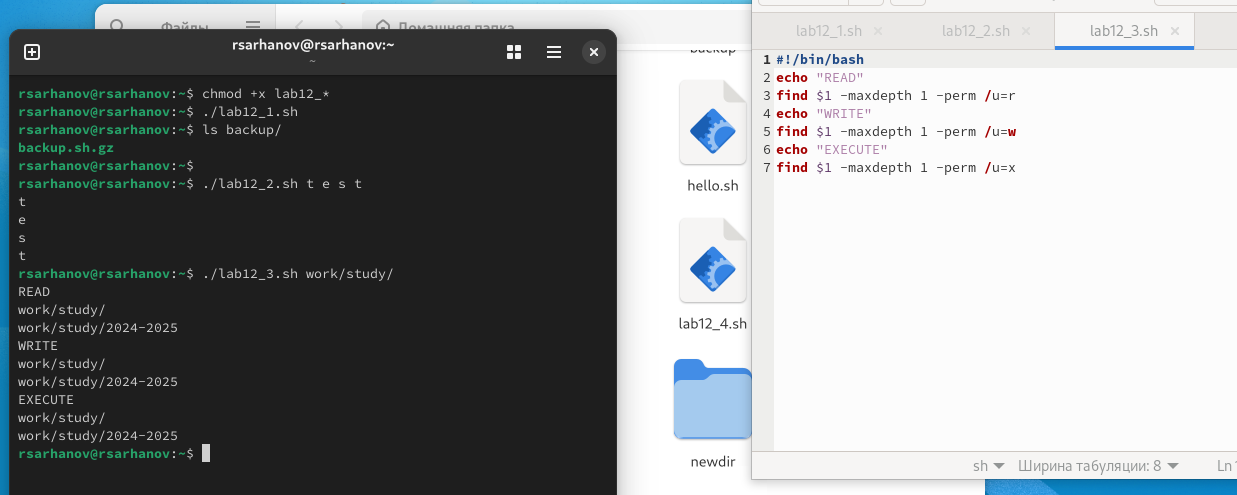 Файлы
Домашняя папка
rsarhanov@rsarhanov:~
~
rsarhanov@rsarhanov:~$ chmod +x lab12_*
rsarhanov@rsarhanov:~$ ./lab12_1.sh
rsarhanov@rsarhanov:~$ ls backup/
backup.sh.gz
rsarhanov@rsarhanov:~$
rsarhanov@rsarhanov:~$ ./lab12_2.sh t e s t
t
e
s
t
rsarhanov@rsarhanov:~$ ./lab12_3.sh work/study/
READ
work/study/
work/study/2024-2025
WRITE
work/study/
work/study/2024-2025
EXECUTE
work/study/
work/study/2024-2025
rsarhanov@rsarhanov:~$
backup
hello.sh
lab12_4.sh
newdir
lab12_1.sh
lab12_2.sh
lab12_3.sh
1 #!/bin/bash
2 echo "READ"
3 find $1 -maxdepth 1 -perm /u=r
4 echo "WRITE"
5 find $1 -maxdepth 1 -perm /u=w
6 echo "EXECUTE"
7 find $1 -maxdepth 1 -perm /u=x
sh
Ширина табуляции: 8
Ln